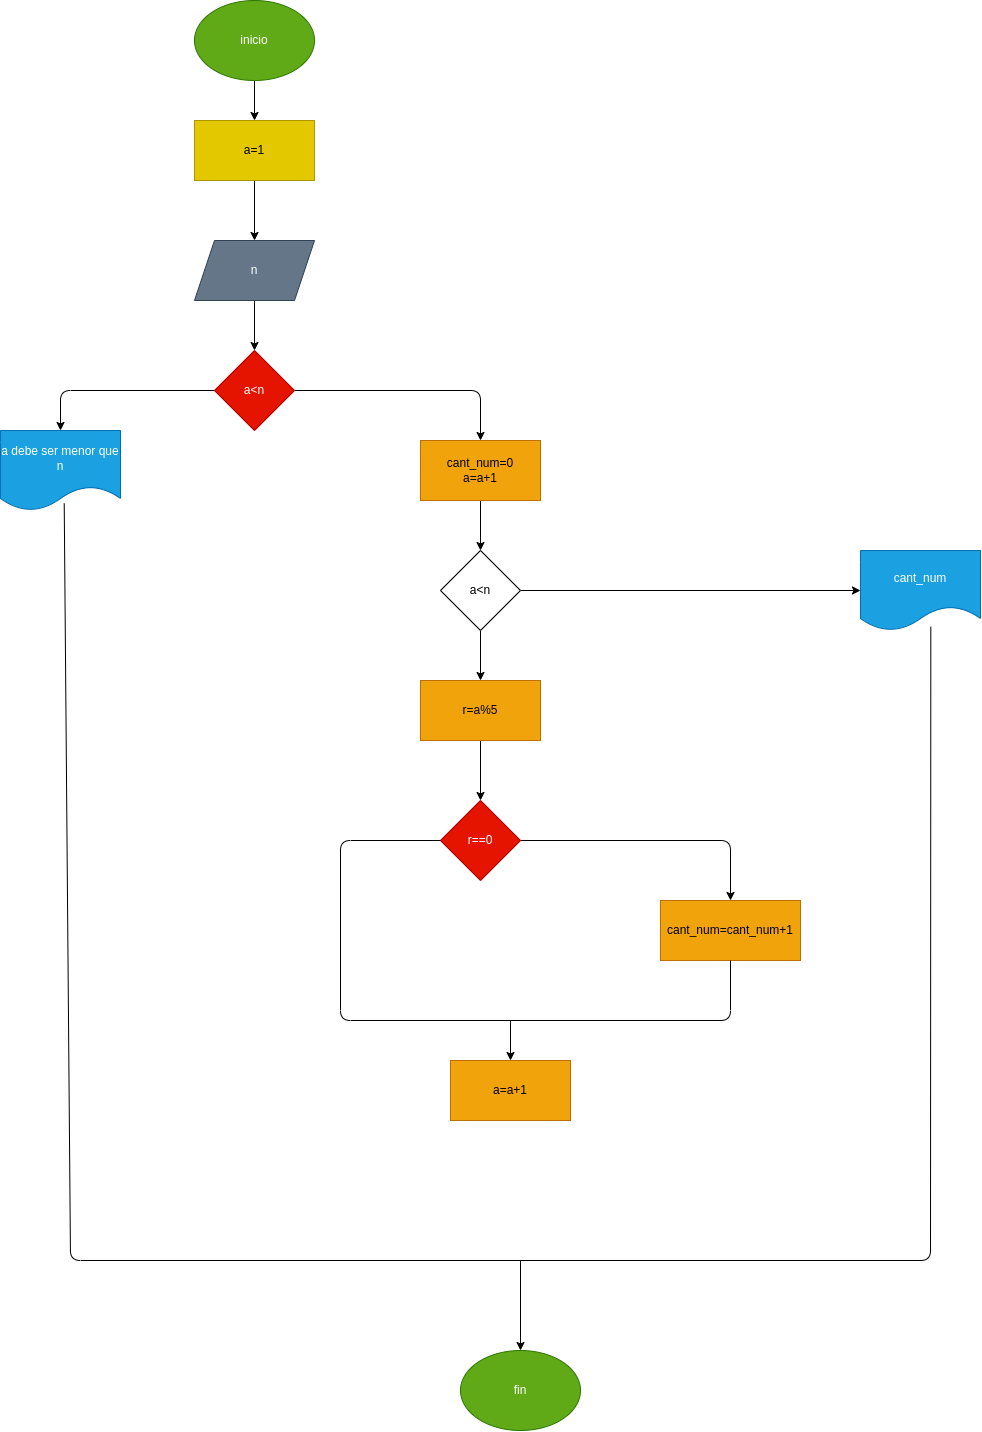 inicio
a=1
n
a<n
a debe ser menor que
n
cant_num=0
a=a+1
a<n
cant_num
r=a%5
r==0
cant_num=cant_num+1
a=a+1
fin